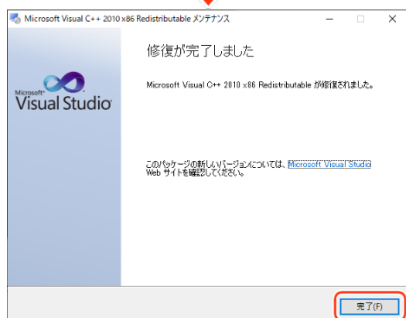 Microsoft Visual C++ 2010 x86 Redistributable メンテナンス
修復が完了しました
Microsoft Visual C++ 2010 x86 Redistributable が修復されました。
Microsoft
Visual Studio
このパッケージの新しいバージョンについては、Microsoft Visual Studio
Web サイトを確認してください。
完了(F)